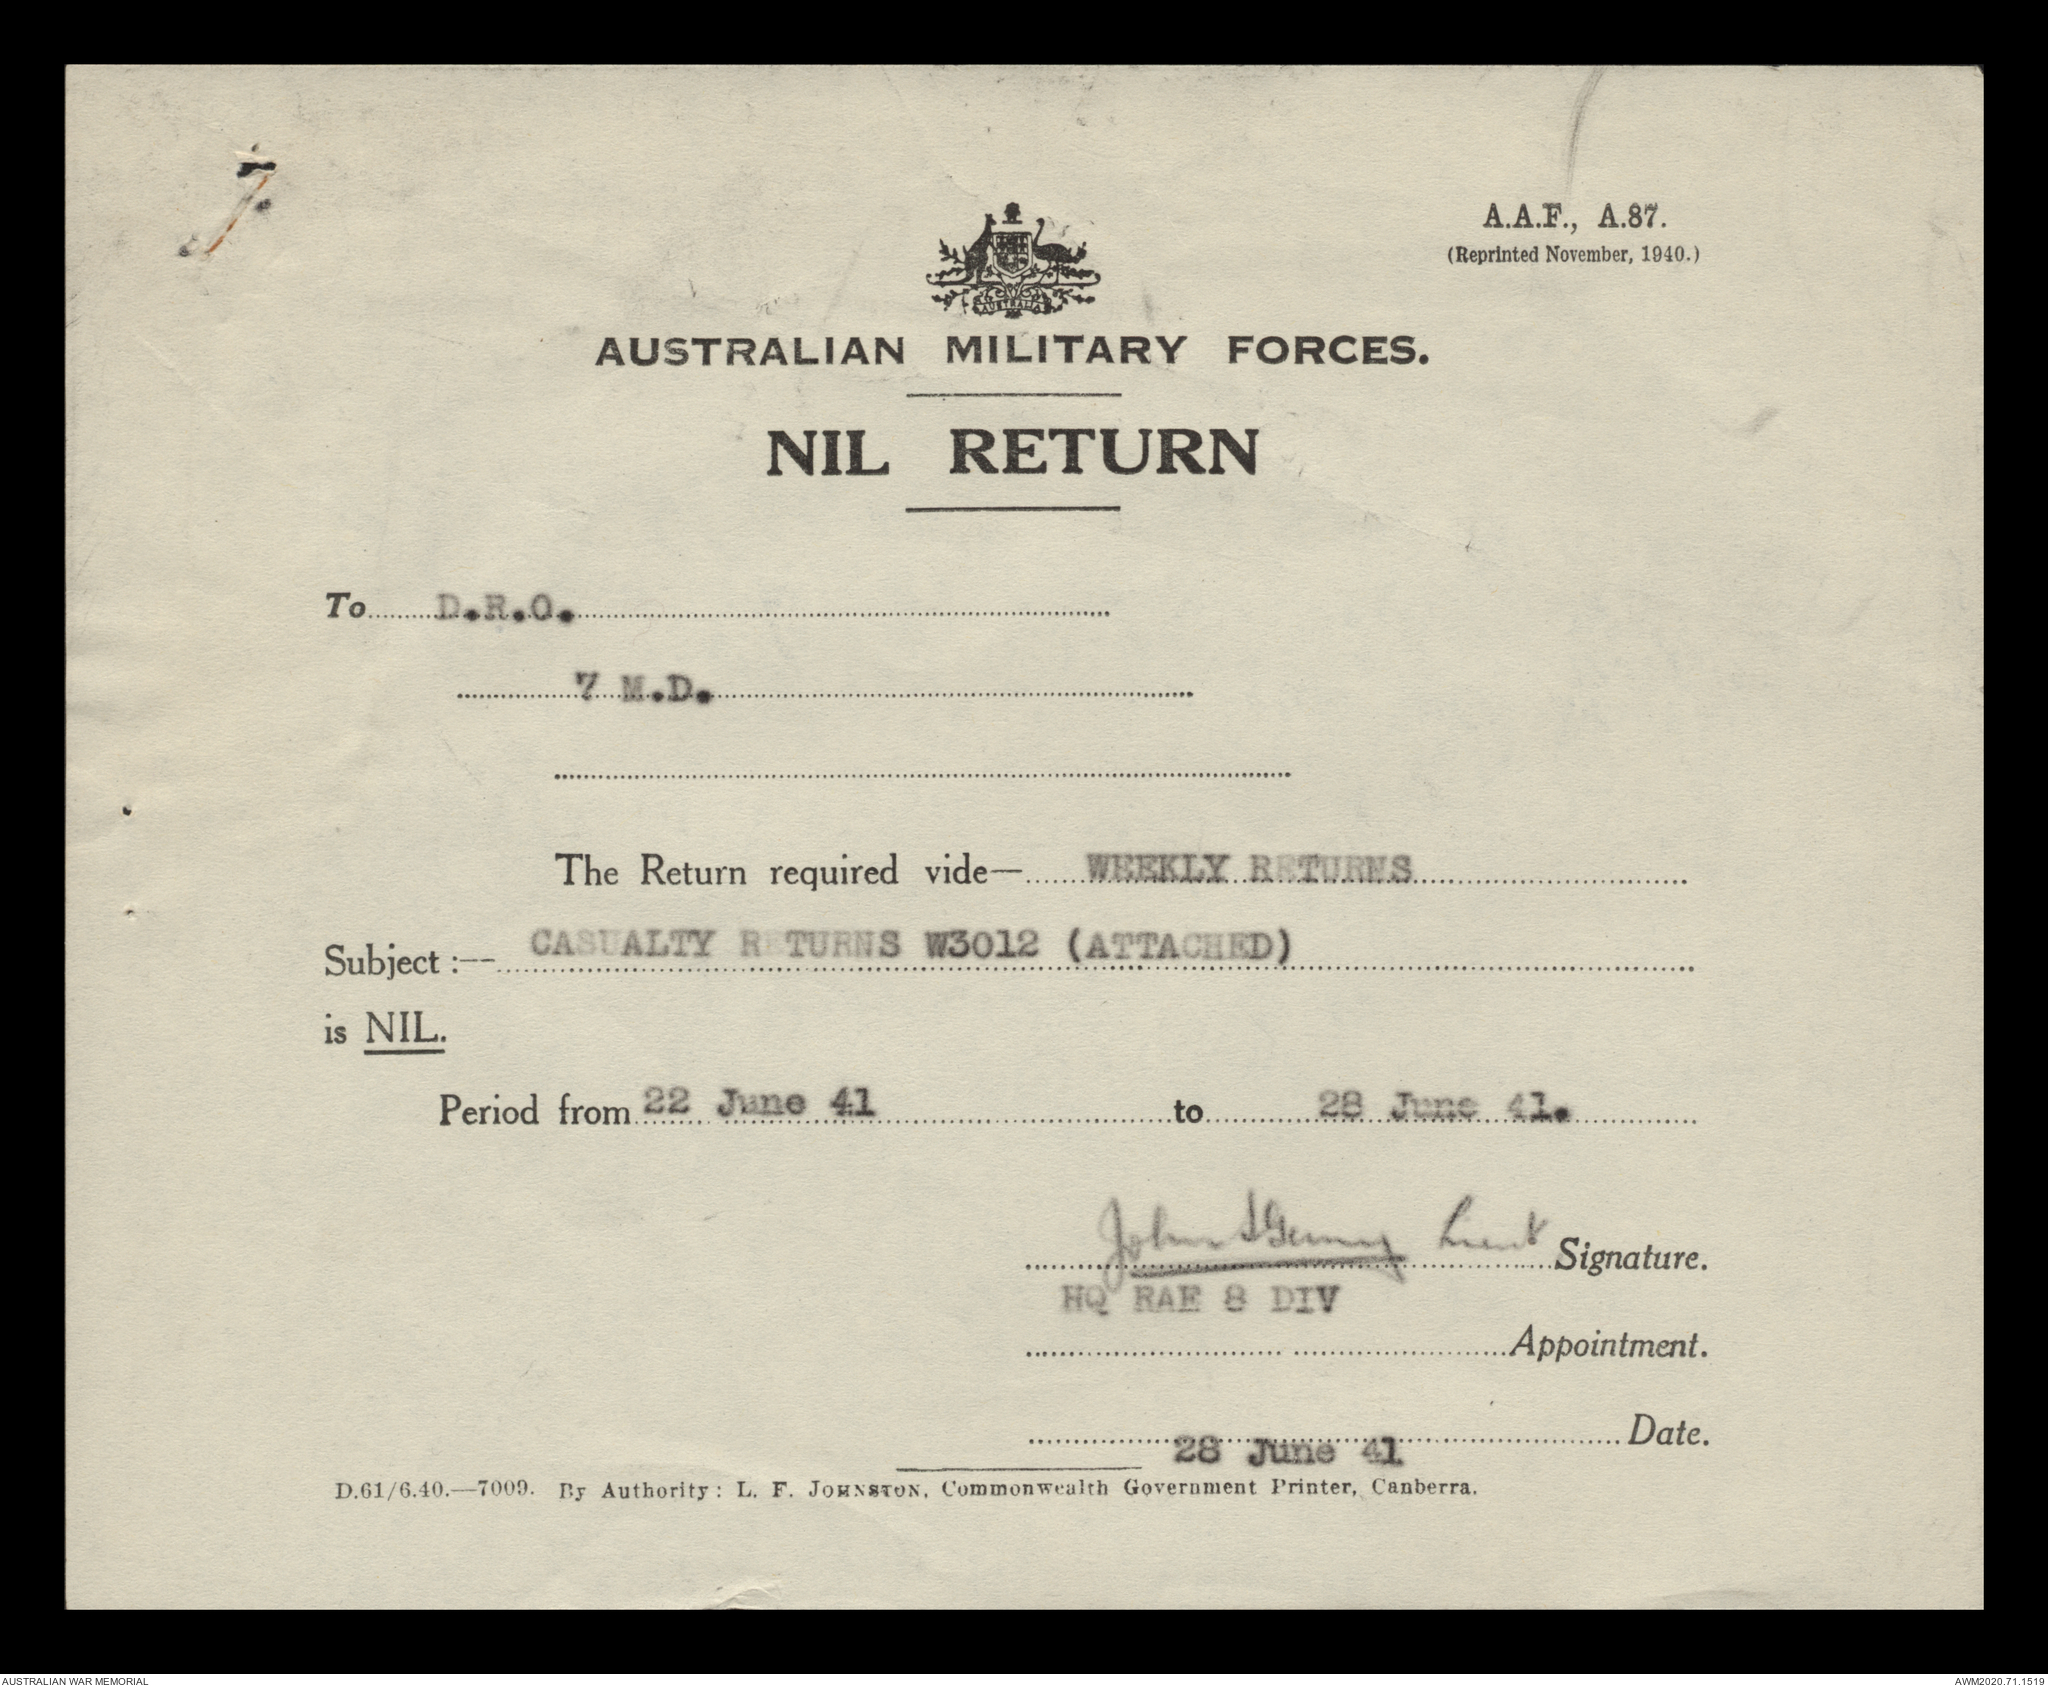 A.A.F., A.87.
(Reprinted November, 1940.)
AUSTRALIA
AUSTRALIAN MILITARY FORCES.
NIL RETURN
To D.R.O.
7 M.D.
The Return required vide— WEEKLY RETURNS
Subject :— CASUALTY RETURNS W3012 (ATTACHED)
is NIL.
Period from 22 June 41 to 28 June 41.
John Lieut Signature.
HQ RAE 8 DIV
Appointment.
Date.
28 June 41
D.61/6.40.—7009. By Authority: L. F. JOHNSTON, Commonwealth Government Printer, Canberra.
AUSTRALIAN WAR MEMORIAL AWM2020.71.1519